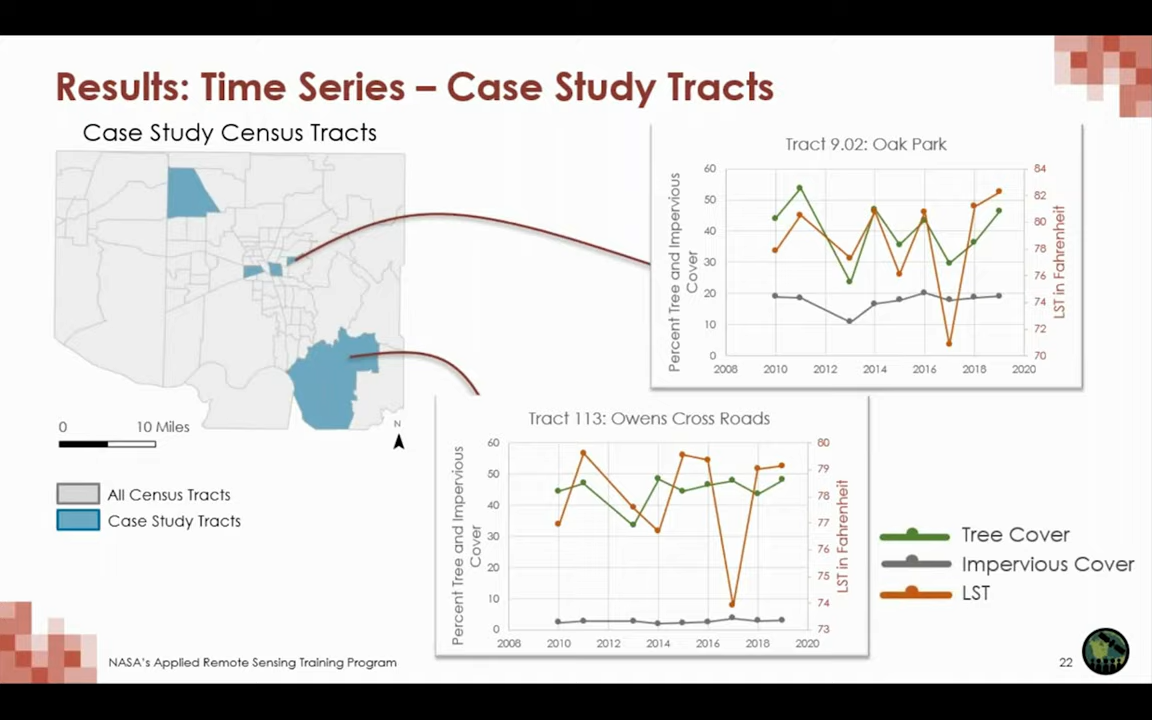 Results: Time Series – Case Study Tracts
Case Study Census Tracts
0 10 Miles
N
All Census Tracts
Case Study Tracts
Tract 9.02: Oak Park
Percent Tree and Impervious
Cover
60
50
40
30
20
10
0
84
82
80
78
76
74
72
70
LST in Fahrenheit
2008 2010 2012 2014 2016 2018 2020
Tract 113: Owens Cross Roads
Percent Tree and Impervious
Cover
60
50
40
30
20
10
0
80
79
78
77
76
75
74
73
LST in Fahrenheit
2008 2010 2012 2014 2016 2018 2020
Tree Cover
Impervious Cover
LST
NASA's Applied Remote Sensing Training Program
22